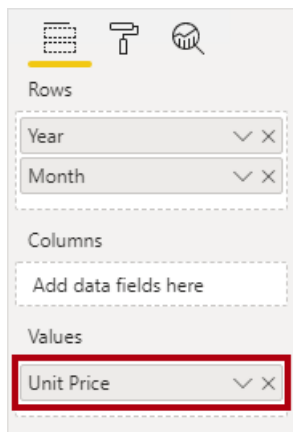 Rows
Year
Month
Columns
Add data fields here
Values
Unit Price